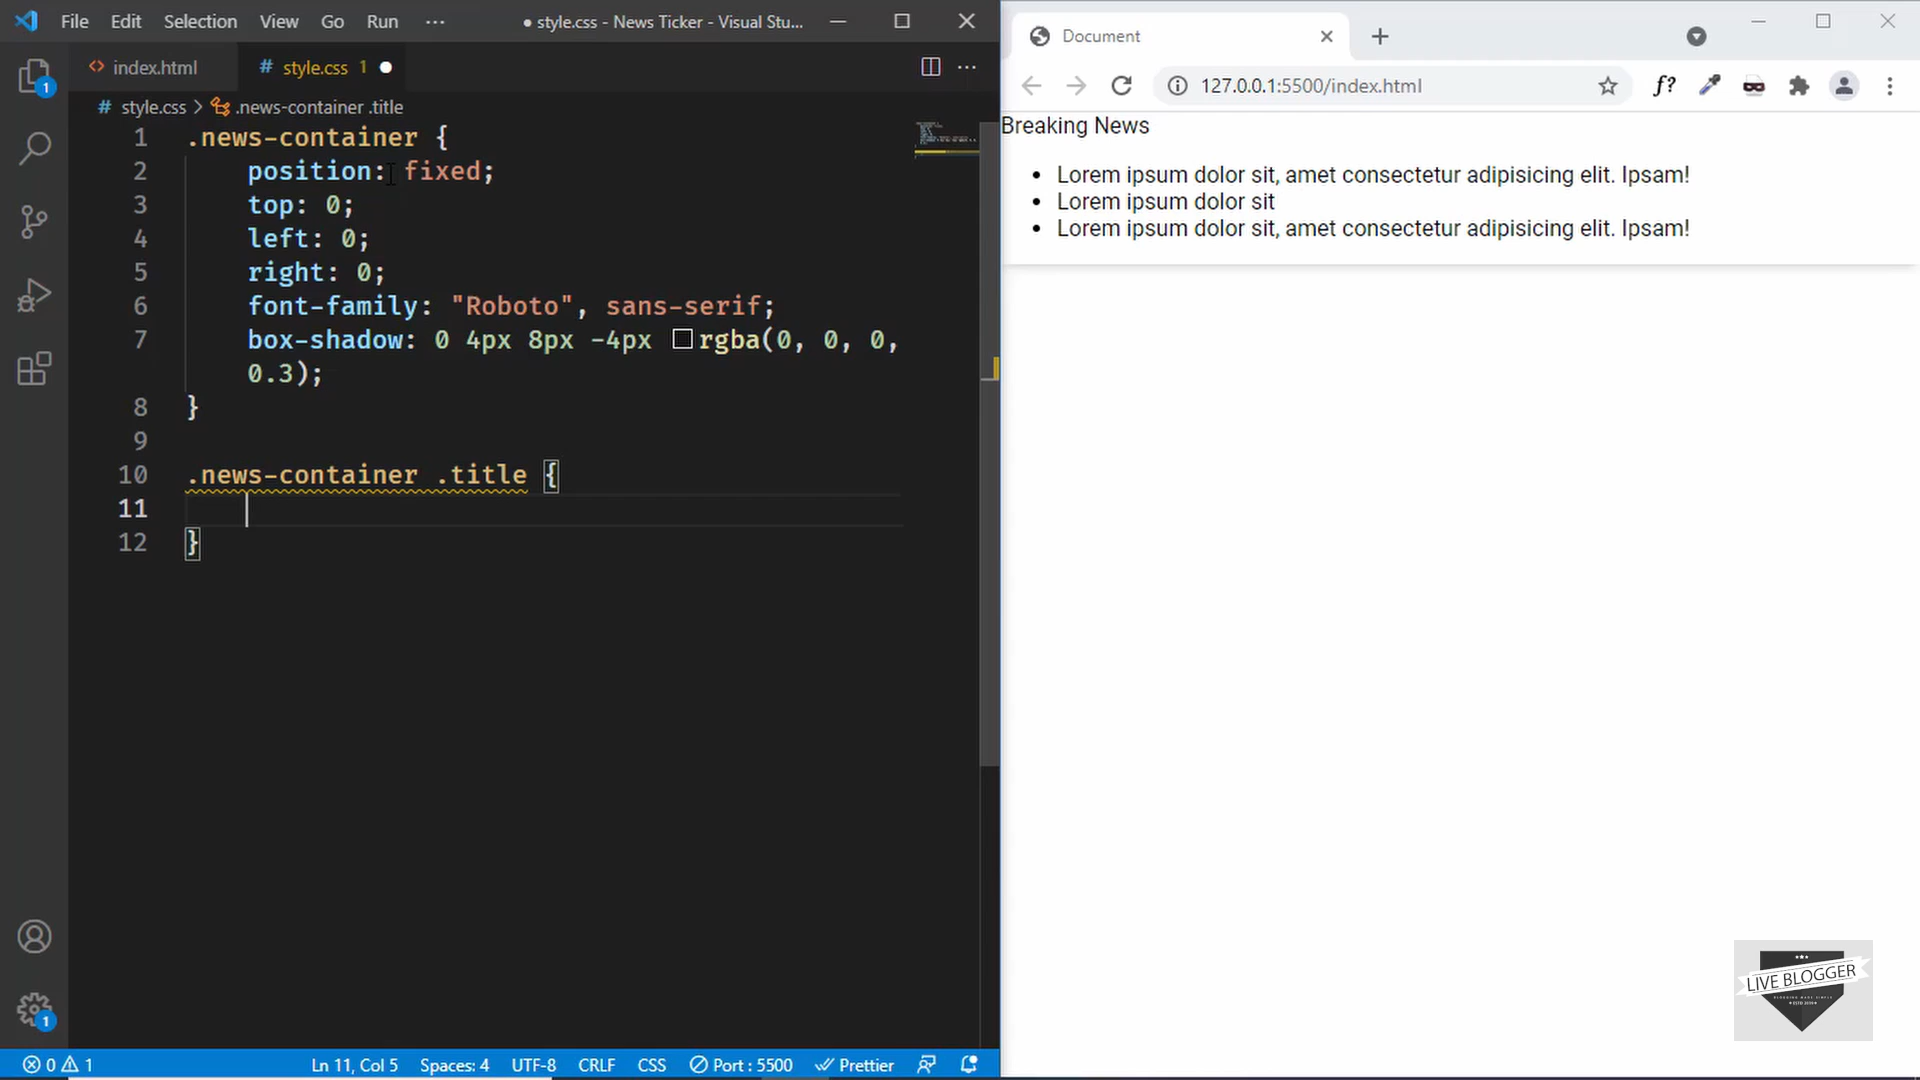 File Edit Selection View Go Run ··· ● style.css - News Ticker - Visual Stu...
index.html
# style.css 1 ●
# style.css > .news-container .title
1 .news-container {
2 position: fixed;
3 top: 0;
4 left: 0;
5 right: 0;
6 font-family: "Roboto", sans-serif;
7 box-shadow: 0 4px 8px -4px rgba(0, 0, 0,
0.3);
8 }
9
10 .news-container .title {
11
12 }
1
1
0 1 Ln 11, Col 5 Spaces: 4 UTF-8 CRLF CSS Port : 5500 Prettier
Document
127.0.0.1:5500/index.html
f?
Breaking News
• Lorem ipsum dolor sit, amet consectetur adipisicing elit. Ipsam!
• Lorem ipsum dolor sit
• Lorem ipsum dolor sit, amet consectetur adipisicing elit. Ipsam!
LIVE BLOGGER